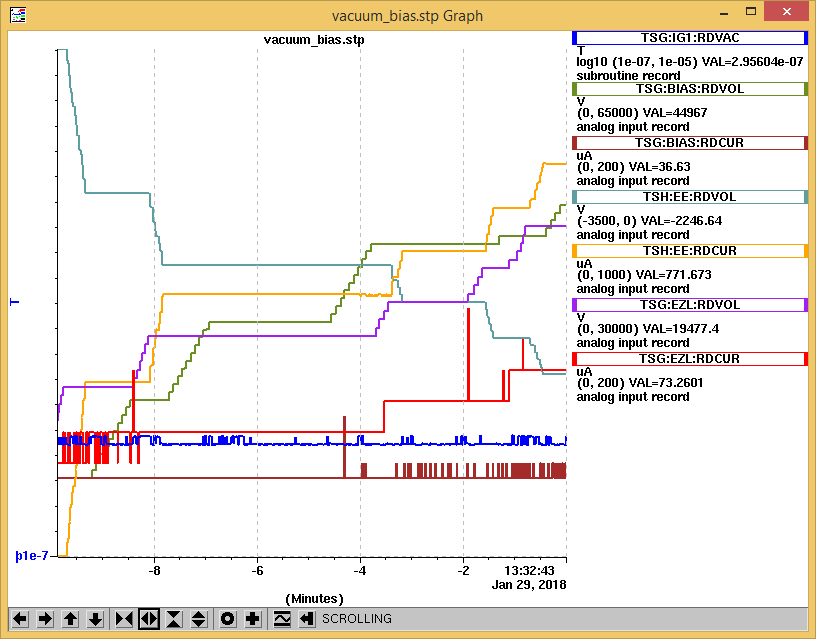 vacuum_bias.stp Graph
vacuum_bias.stp
TSG:IG1:RDVAC
T
log10 (1e-07, 1e-05) VAL=2.95604e-07
subroutine record
TSG:BIAS:RDVOL
V
(0, 65000) VAL=44967
analog input record
TSG:BIAS:RDCUR
uA
(0, 200) VAL=36.63
analog input record
TSH:EE:RDVOL
V
(-3500, 0) VAL=-2246.64
analog input record
TSH:EE:RDCUR
uA
(0, 1000) VAL=771.673
analog input record
TSG:EZL:RDVOL
V
(0, 30000) VAL=19477.4
analog input record
TSG:EZL:RDCUR
uA
(0, 200) VAL=73.2601
analog input record
T
1e-7
-8
-6
-4
-2
13:32:43
Jan 29, 2018
(Minutes)
SCROLLING